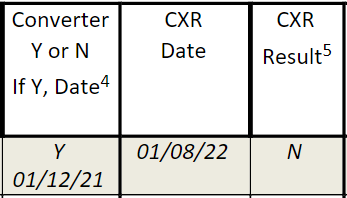 Converter
Y or N
If Y, Date4
CXR
Date
CXR
Result5
Y
01/12/21
01/08/22
N